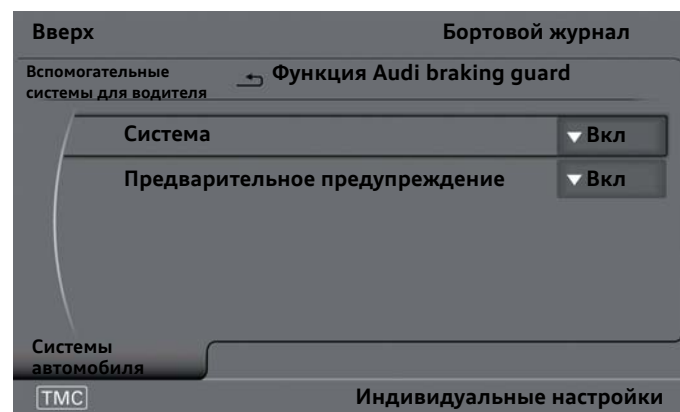 Вверх
Бортовой журнал
Вспомогательные
системы для водителя
Функция Audi braking guard
Система
Вкл
Предварительное предупреждение
Вкл
Системы
автомобиля
TMC
Индивидуальные настройки